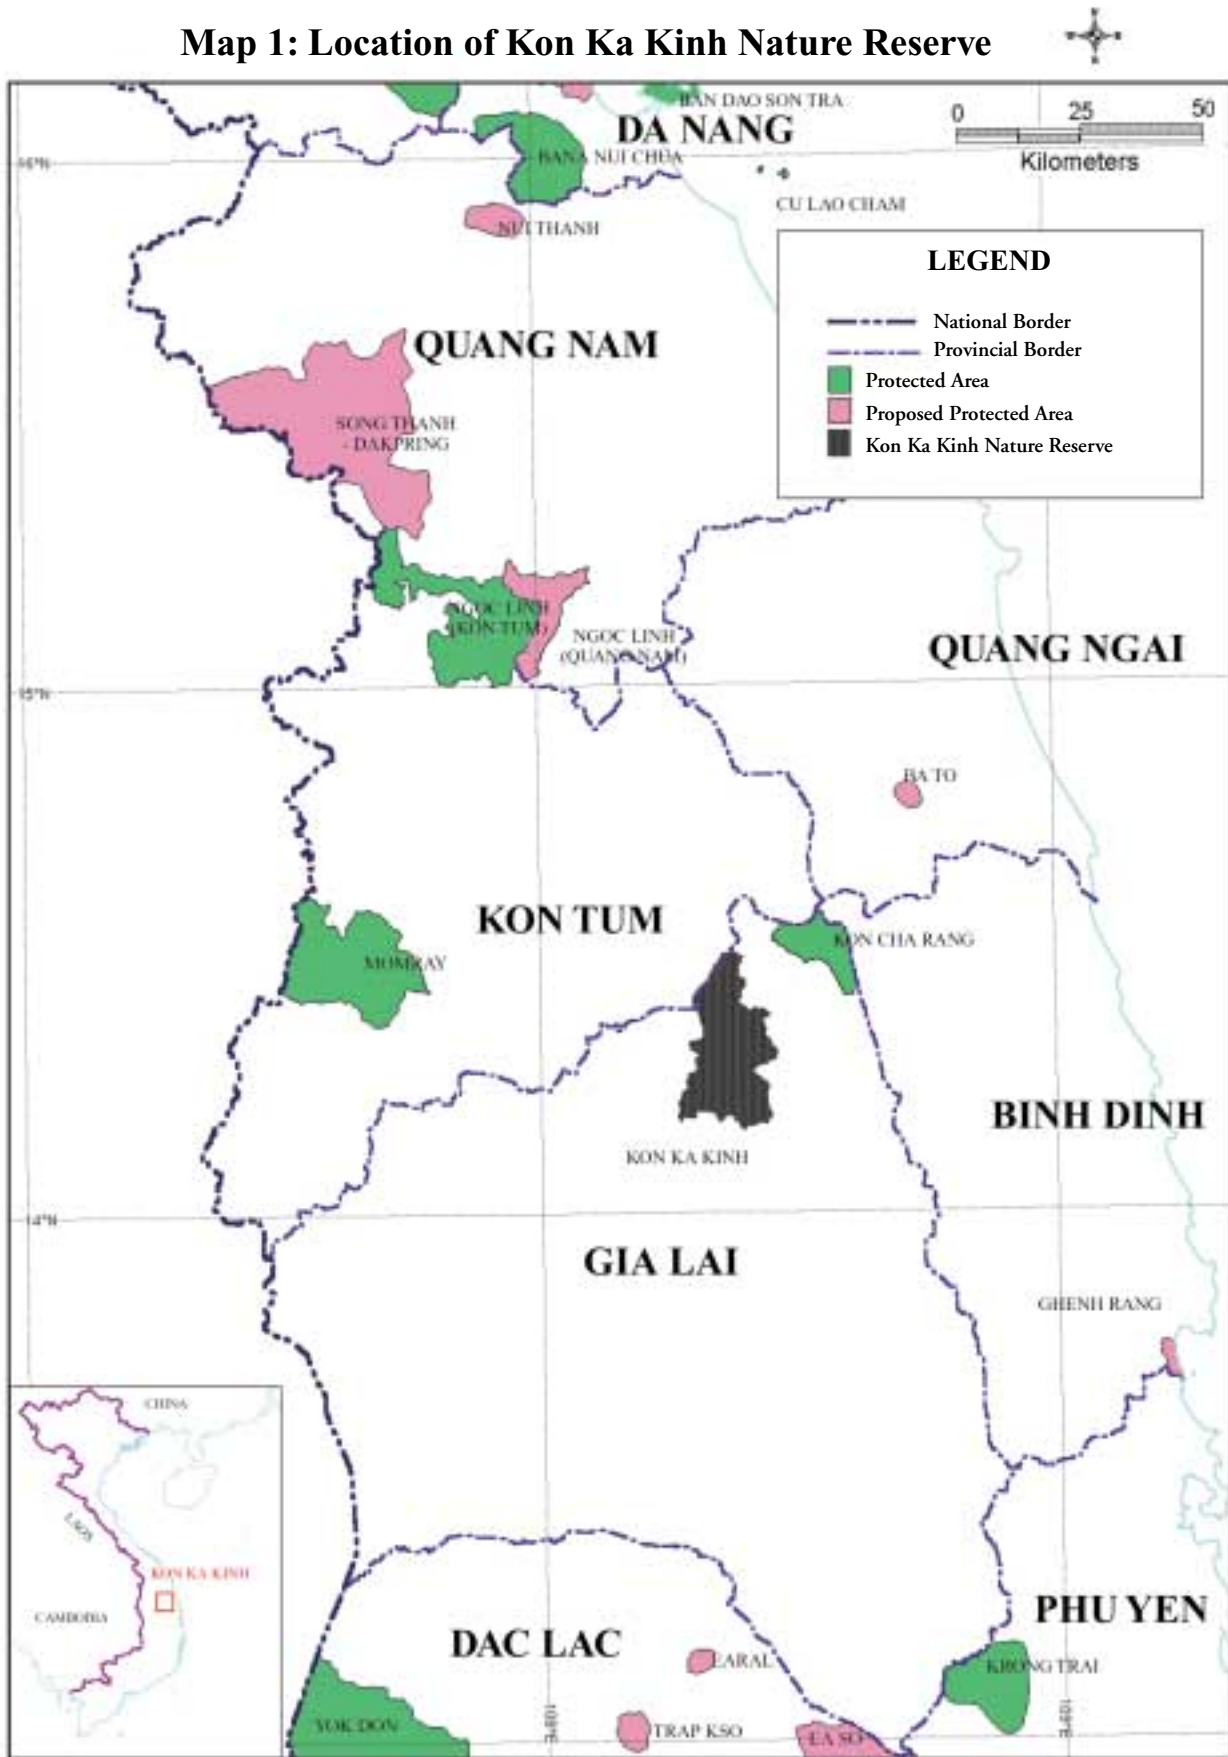 Map 1: Location of Kon Ka Kinh Nature Reserve
BAN DAO SON TRA
DA NANG
0 25 50
Kilometers
16°N
BANA NUI CHUA
CU LAO CHAM
NUI THANH
LEGEND
National Border
Provincial Border
Protected Area
Proposed Protected Area
Kon Ka Kinh Nature Reserve
QUANG NAM
SONG THANH
- DAKPRING
NGOC LINH
(KON TUM)
NGOC LINH
(QUANG NAM)
QUANG NGAI
15°N
BA TO
KON TUM
KON CHA RANG
MOMRAY
BINH DINH
KON KA KINH
14°N
GIA LAI
GHENH RANG
CHINA
LAOS
KON KA KINH
CAMBODIA
PHU YEN
DAC LAC
EARAL
KRONG TRAI
YOK DON
TRAP KSO
EA SO